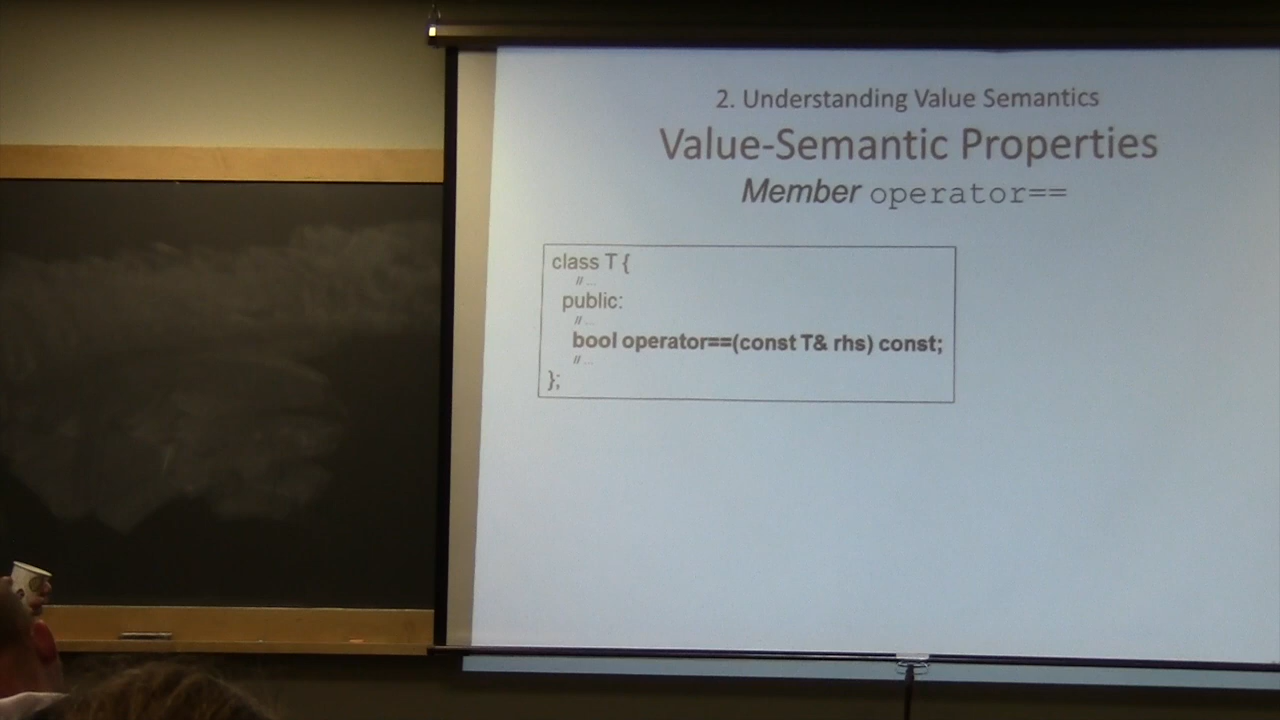 2. Understanding Value Semantics
Value-Semantic Properties
Member operator==
class T {
// ...
public:
// ...
bool operator==(const T& rhs) const;
// ...
};